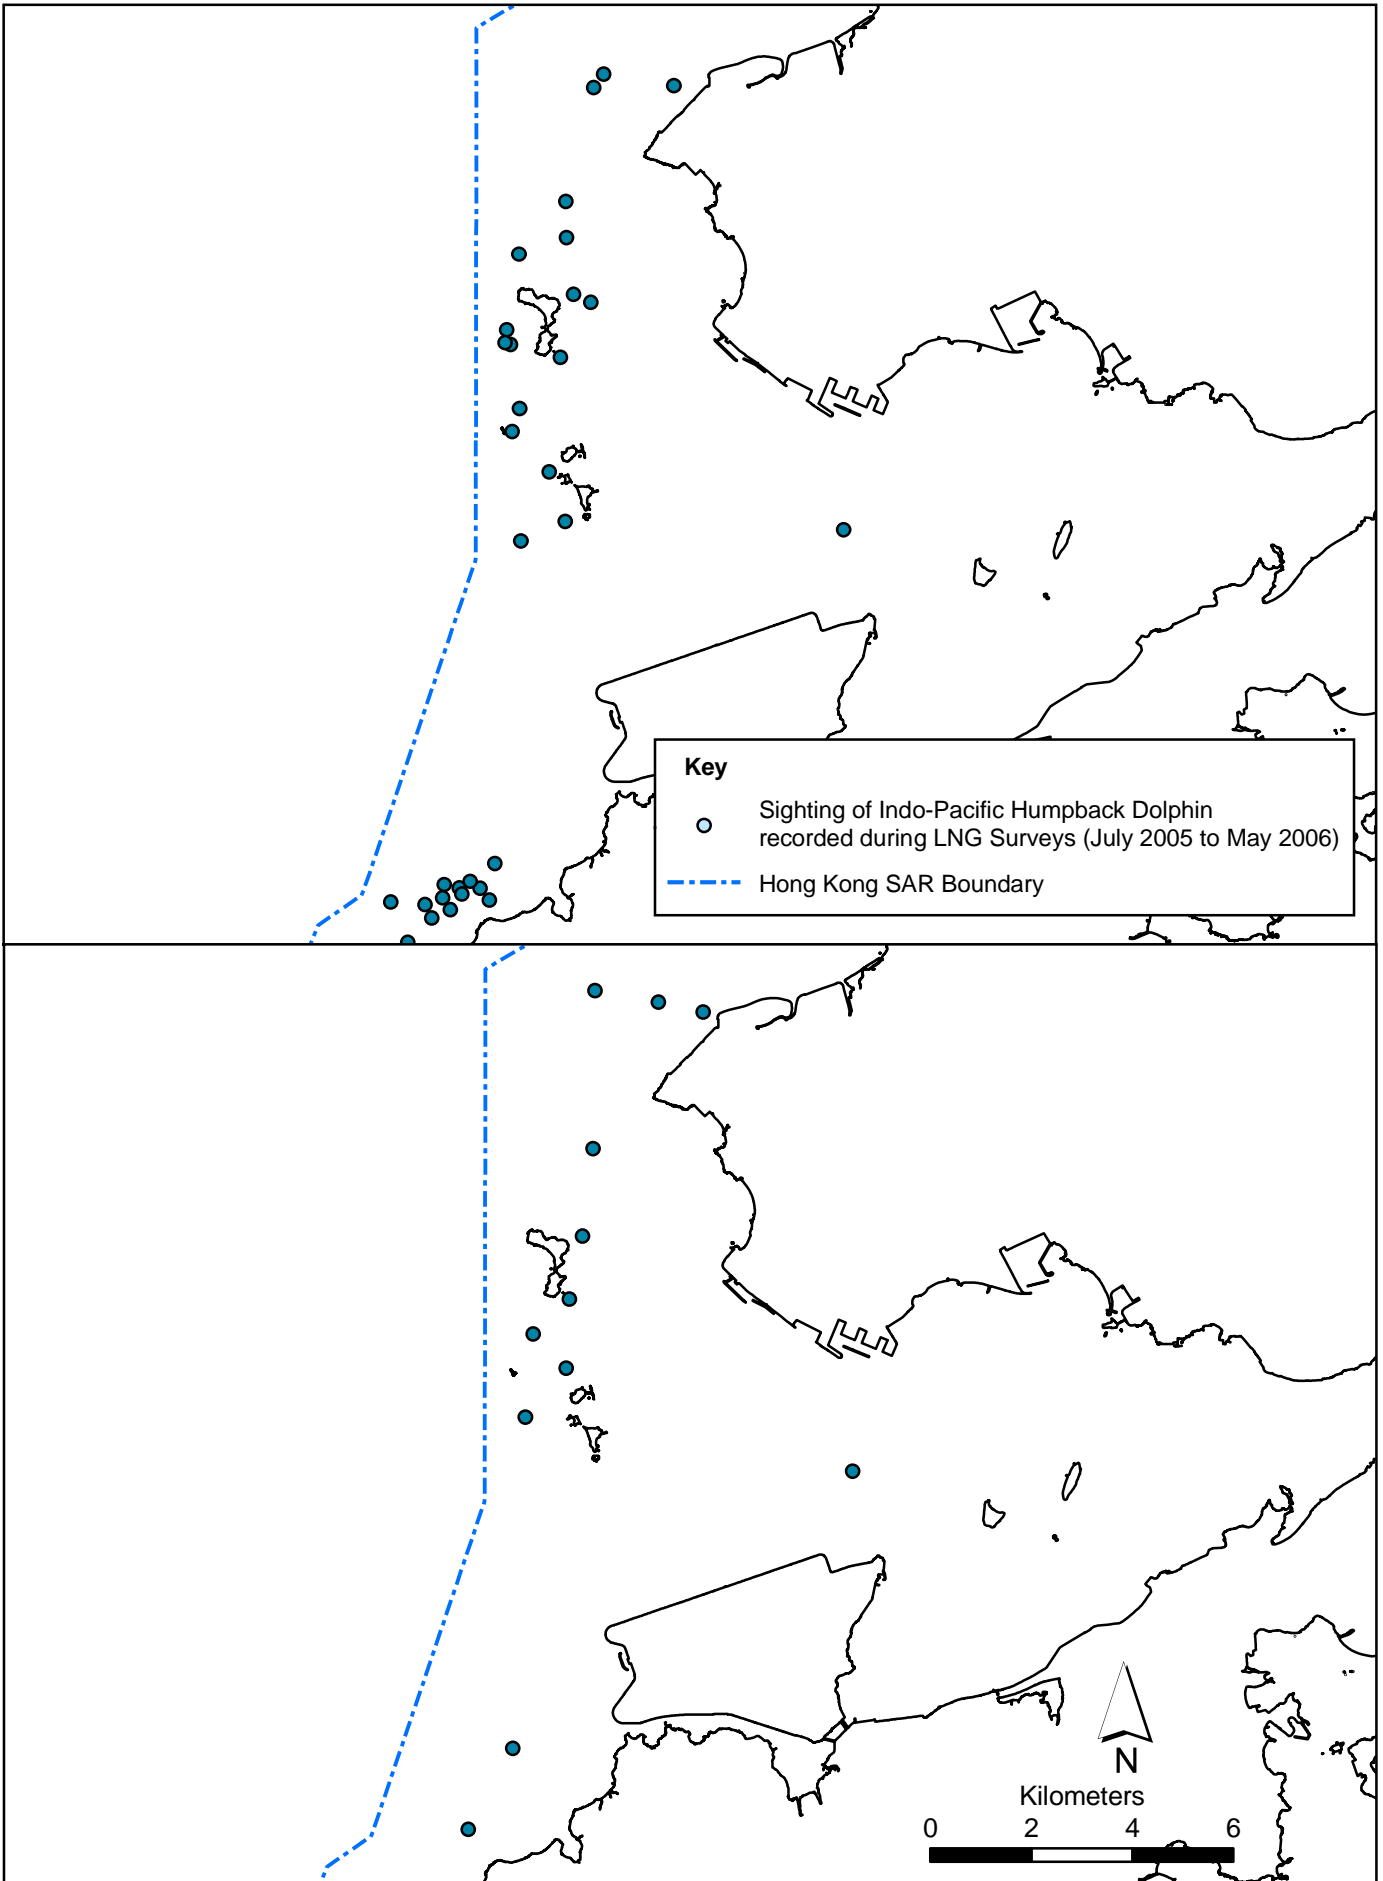 Key
Sighting of Indo-Pacific Humpback Dolphin
recorded during LNG Surveys (July 2005 to May 2006)
Hong Kong SAR Boundary
N
Kilometers
0 2 4 6